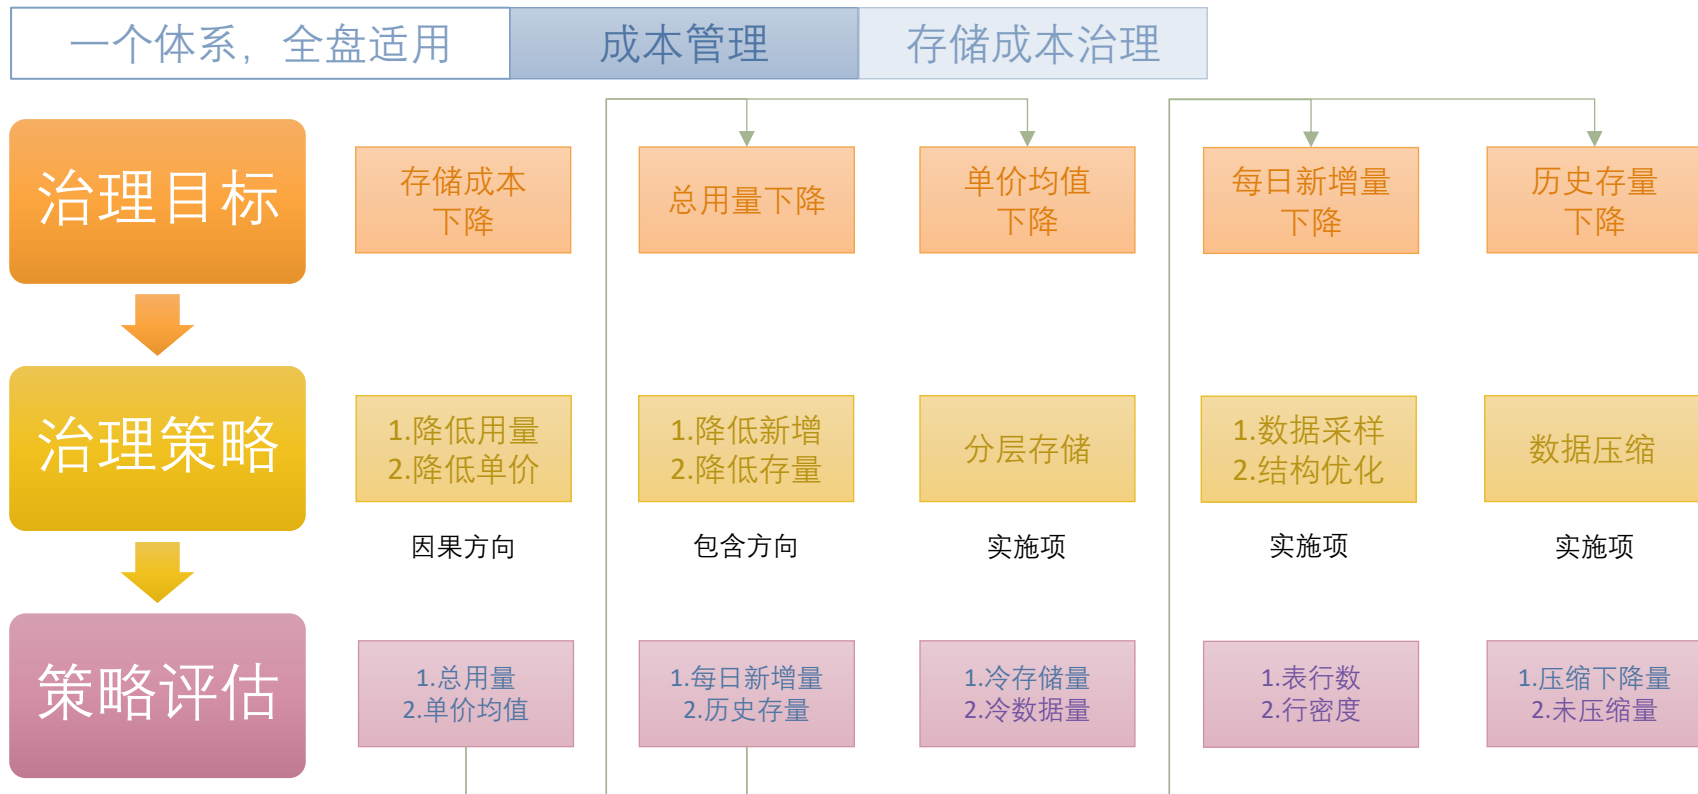 一个体系，全盘适用
成本管理
存储成本治理
治理目标
存储成本
下降
总用量下降
单价均值
下降
每日新增量
下降
历史存量
下降
治理策略
1.降低用量
2.降低单价
1.降低新增
2.降低存量
分层存储
1.数据采样
2.结构优化
数据压缩
因果方向
包含方向
实施项
实施项
实施项
策略评估
1.总用量
2.单价均值
1.每日新增量
2.历史存量
1.冷存储量
2.冷数据量
1.表行数
2.行密度
1.压缩下降量
2.未压缩量